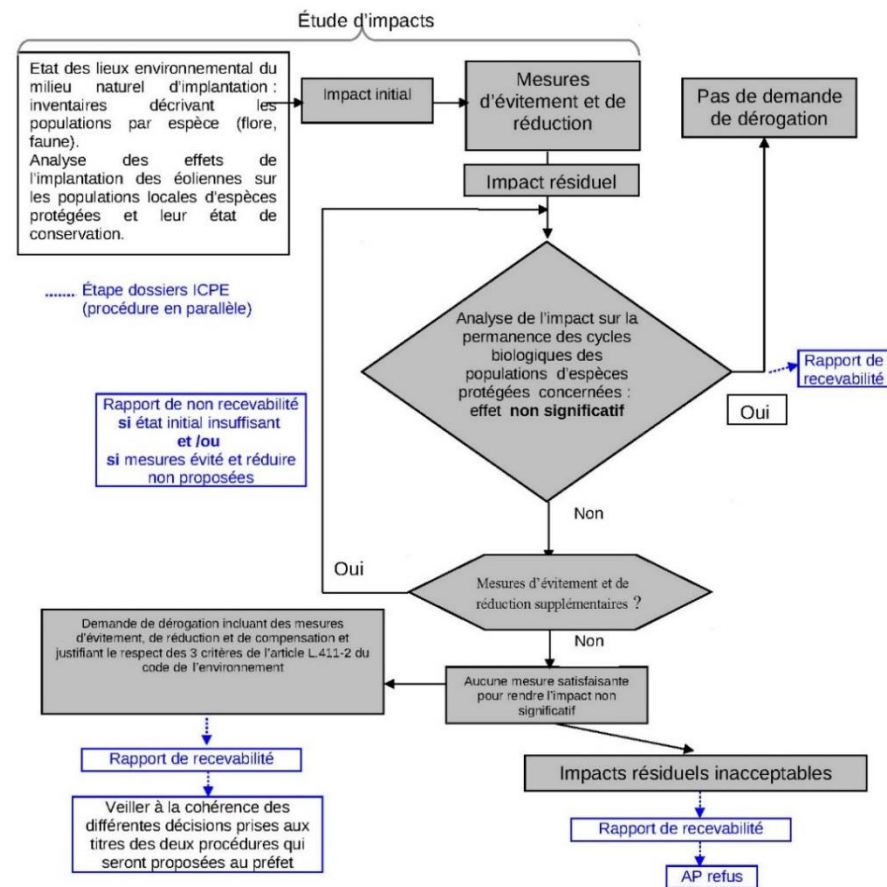 Étude d'impacts
Etat des lieux environnemental du
milieu naturel d'implantation :
inventaires décrivant les
populations par espèce (flore,
faune).
Analyse des effets de
l'implantation des éoliennes sur
les populations locales d'espèces
protégées et leur état de
conservation.
Impact initial
Mesures
d'évitement et de
réduction
Pas de demande
de dérogation
Impact résiduel
Étape dossiers ICPE
(procédure en parallèle)
Analyse de l'impact sur la
permanence des cycles
biologiques des
populations d'espèces
protégées concernées :
effet non significatif
Rapport de
recevabilité
Oui
Rapport de non recevabilité
si état initial insuffisant
et /ou
si mesures évité et réduire
non proposées
Non
Oui
Mesures d'évitement et de
réduction supplémentaires ?
Non
Demande de dérogation incluant des mesures
d'évitement, de réduction et de compensation et
justifiant le respect des 3 critères de l'article L.411-2 du
code de l'environnement
Aucune mesure satisfaisante
pour rendre l'impact non
significatif
Rapport de recevabilité
Impacts résiduels inacceptables
Veiller à la cohérence des
différentes décisions prises aux
titres des deux procédures qui
seront proposées au préfet
Rapport de recevabilité
AP refus